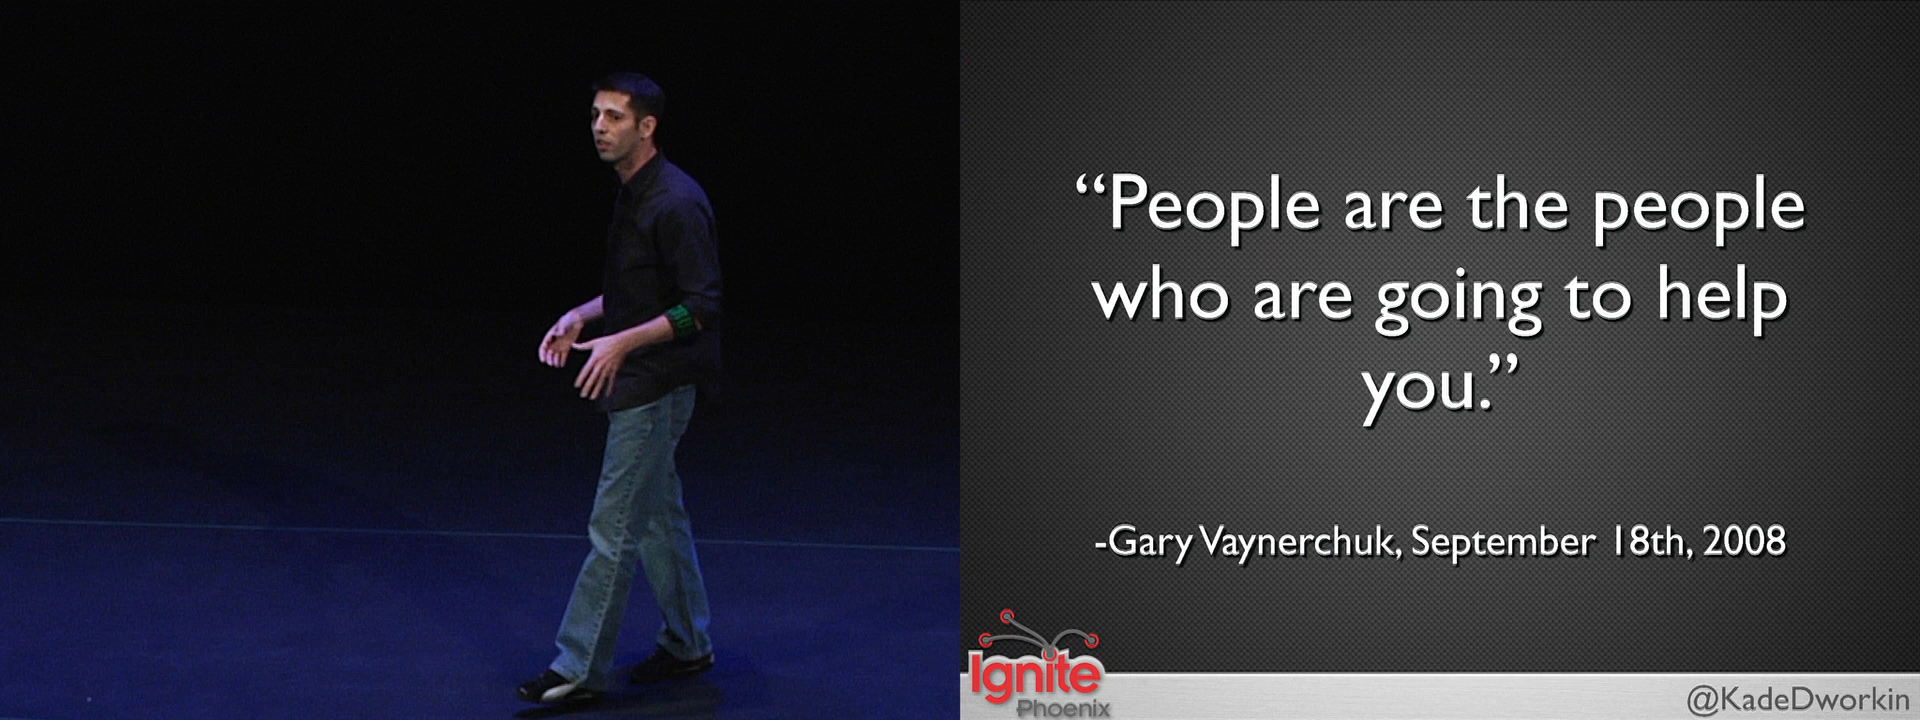 “People are the people
who are going to help
you.”
-Gary Vaynerchuk, September 18th, 2008
Ignite
Phoenix
@KadeDworkin